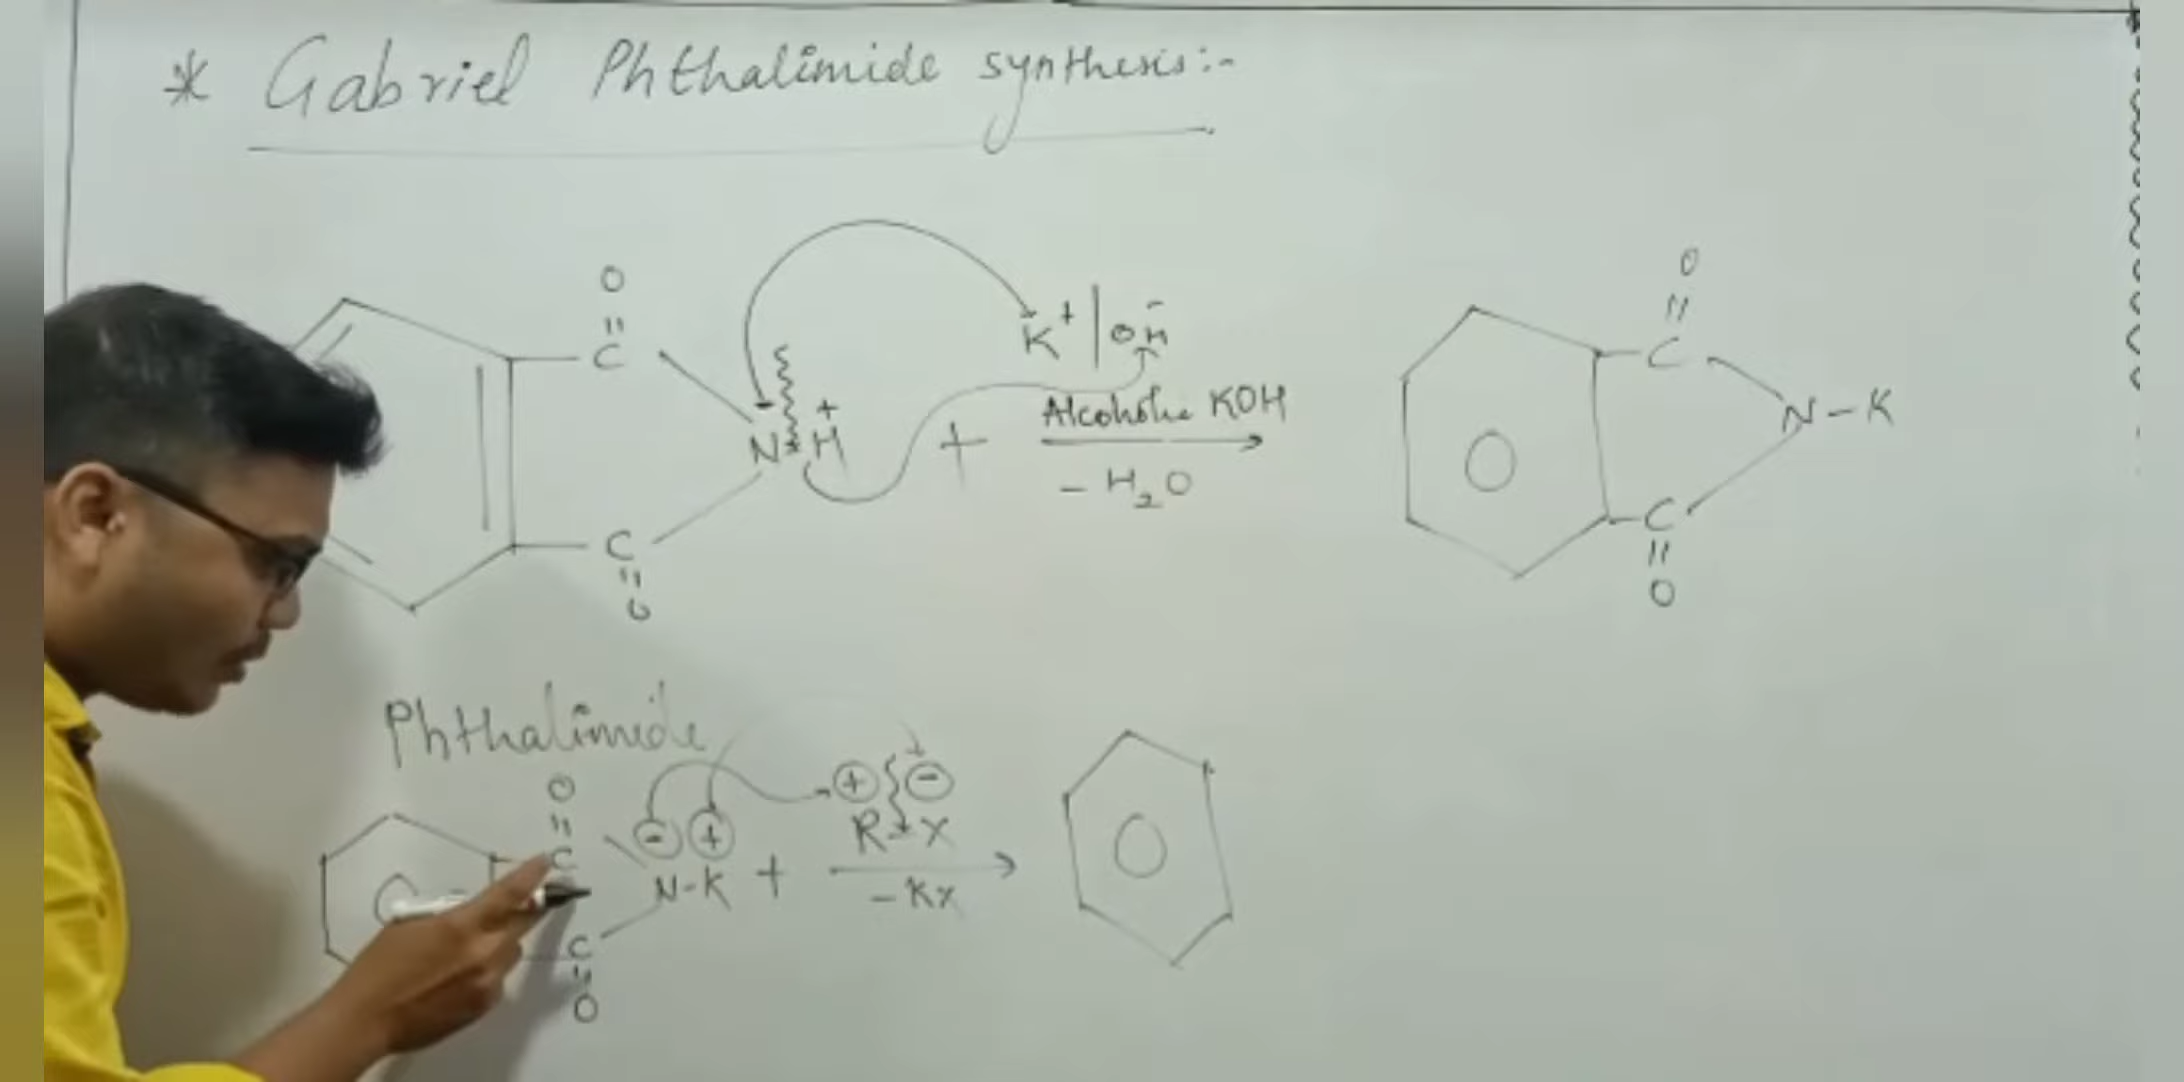 * Gabriel Phthalimide synthesis:-
O
||
C
N H +
C
||
O
+
K+ | OH-
Alcoholic KOH
- H2O
O
||
C
N-K
C
||
O
Phthalimide
O
||
C
- +
N-K +
C
||
O
+ -
R X
-KX